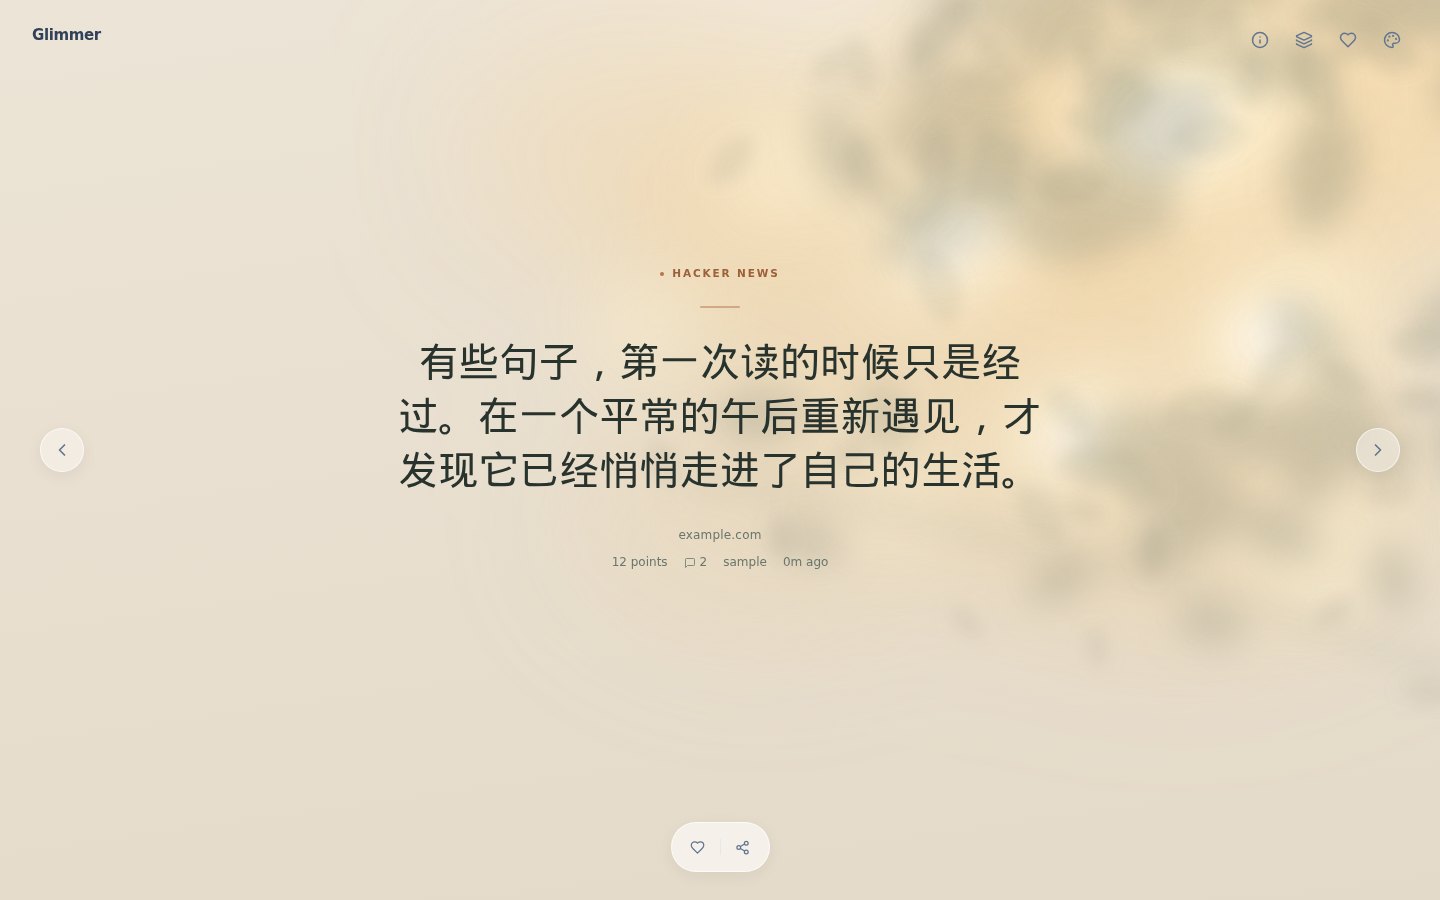 Glimmer
• HACKER NEWS
有些句子，第一次读的时候只是经
过。在一个平常的午后重新遇见，才
发现它已经悄悄走进了自己的生活。
example.com
12 points 2 sample 0m ago